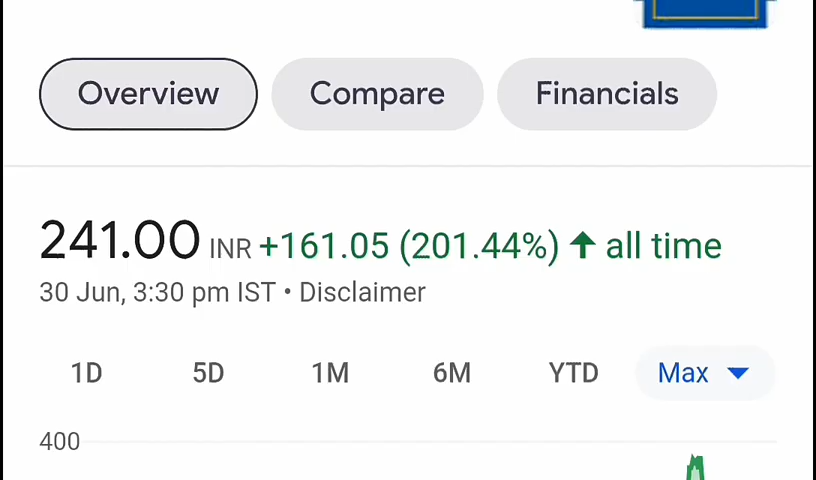 Overview Compare Financials
241.00 INR +161.05 (201.44%) ↑ all time
30 Jun, 3:30 pm IST • Disclaimer
1D 5D 1M 6M YTD Max
400